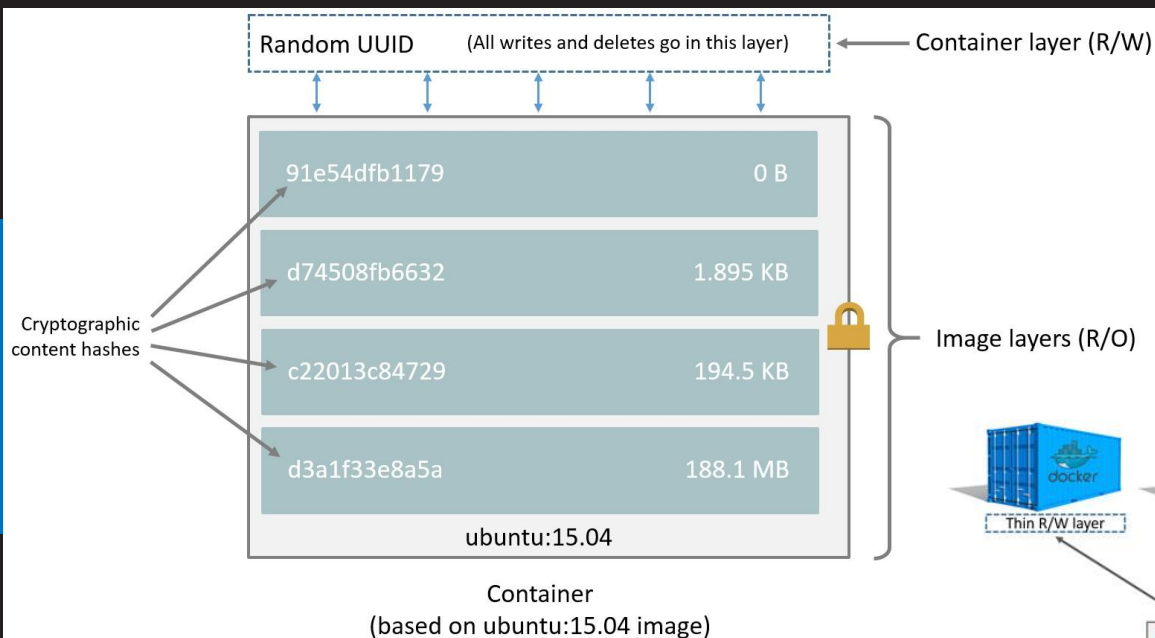 Random UUID (All writes and deletes go in this layer)
Container layer (R/W)
91e54dfb1179 0 B
d74508fb6632 1.895 KB
Cryptographic
content hashes
c22013c84729 194.5 KB
Image layers (R/O)
d3a1f33e8a5a 188.1 MB
ubuntu:15.04
Container
(based on ubuntu:15.04 image)
docker
Thin R/W layer